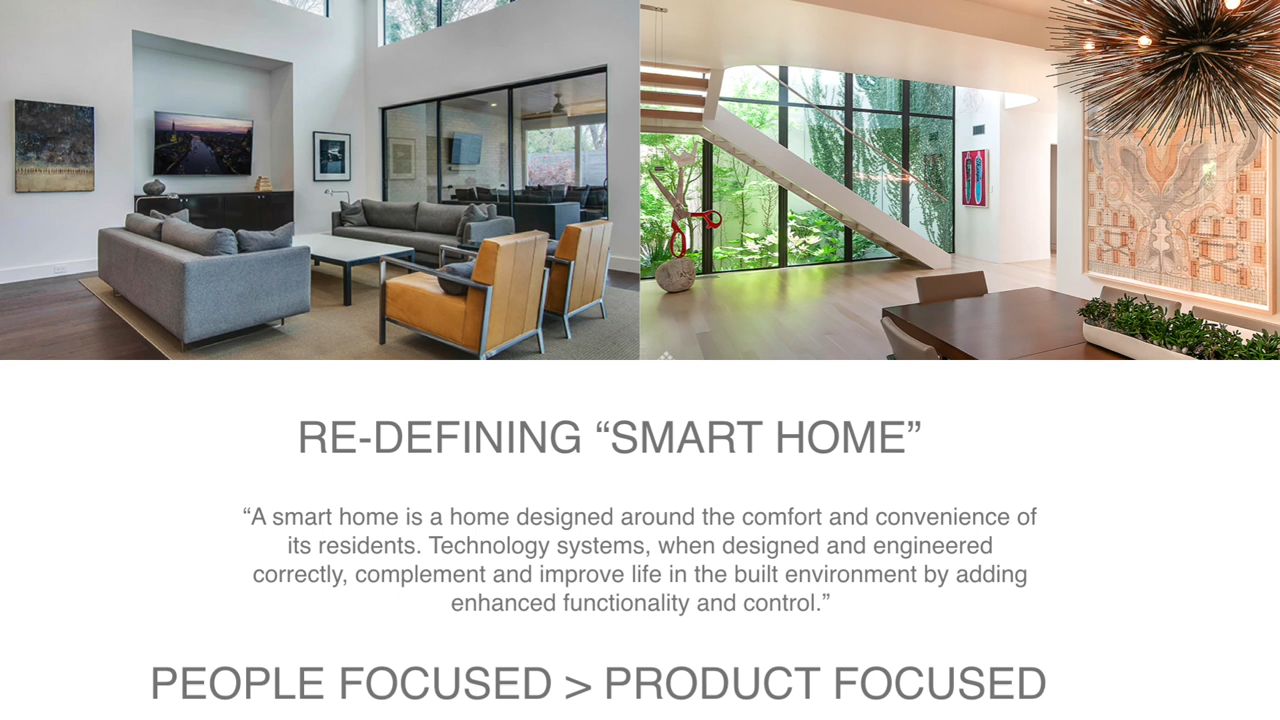 RE-DEFINING “SMART HOME”
“A smart home is a home designed around the comfort and convenience of
its residents. Technology systems, when designed and engineered
correctly, complement and improve life in the built environment by adding
enhanced functionality and control.”
PEOPLE FOCUSED > PRODUCT FOCUSED